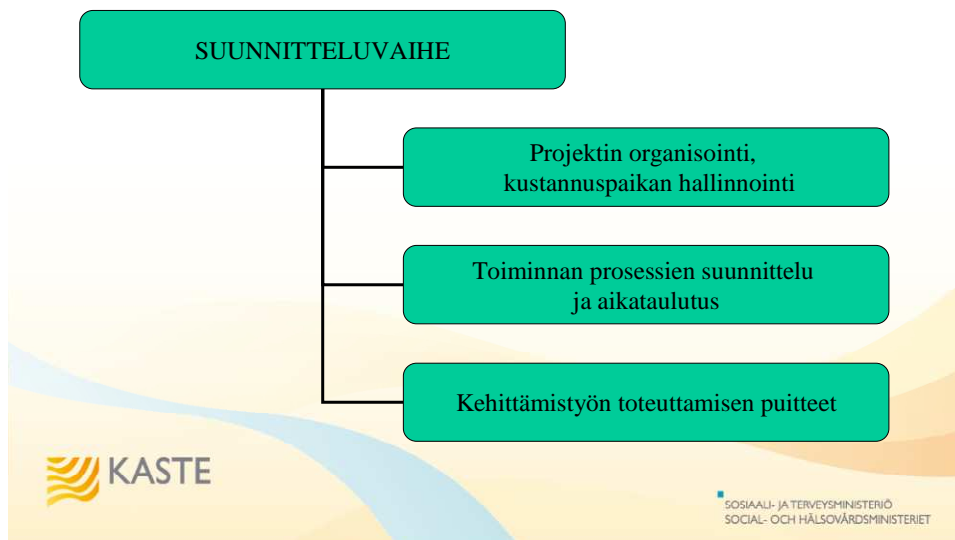 SUUNNITTELUVAIHE
Projektin organisointi,
kustannuspaikan hallinnointi
Toiminnan prosessien suunnittelu
ja aikataulutus
Kehittämistyön toteuttamisen puitteet
KASTE
SOSIAALI- JA TERVEYSMINISTERIÖ
SOCIAL- OCH HÄLSOVÅRDSMINISTERIET